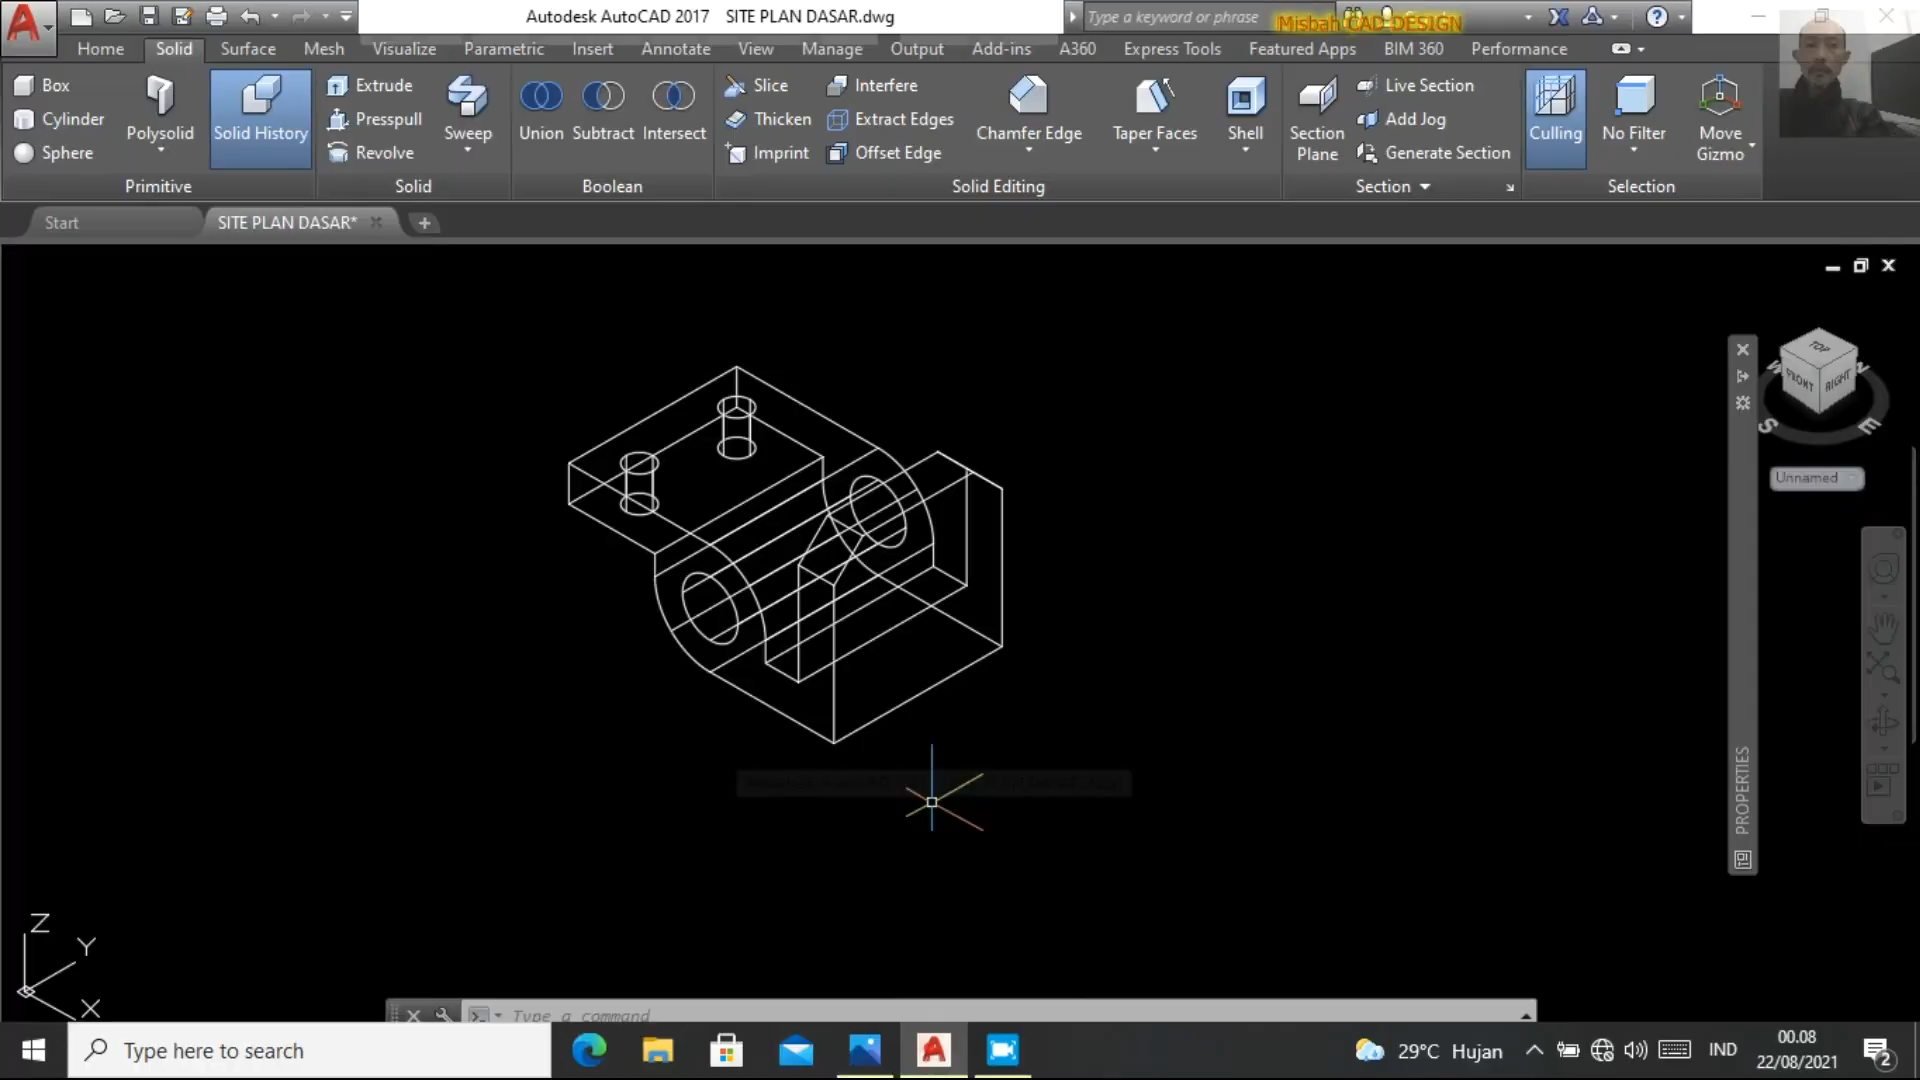 Autodesk AutoCAD 2017 SITE PLAN DASAR.dwg
Type a keyword or phrase
Misbah CAD DESIGN
Home Solid Surface Mesh Visualize Parametric Insert Annotate View Manage Output Add-ins A360 Express Tools Featured Apps BIM 360 Performance
Box
Cylinder
Sphere
Polysolid
Solid History
Extrude
Presspull
Revolve
Sweep
Union Subtract Intersect
Slice
Thicken
Imprint
Interfere
Extract Edges
Offset Edge
Chamfer Edge
Taper Faces
Shell
Section
Plane
Live Section
Add Jog
Generate Section
Culling
No Filter
Move
Gizmo
Primitive Solid Boolean Solid Editing Section Selection
Start
SITE PLAN DASAR*
TOP
FRONT
RIGHT
S
E
Unnamed
PROPERTIES
Z
Y
X
Type a command
Type here to search
29°C Hujan
IND
00.08
22/08/2021
2